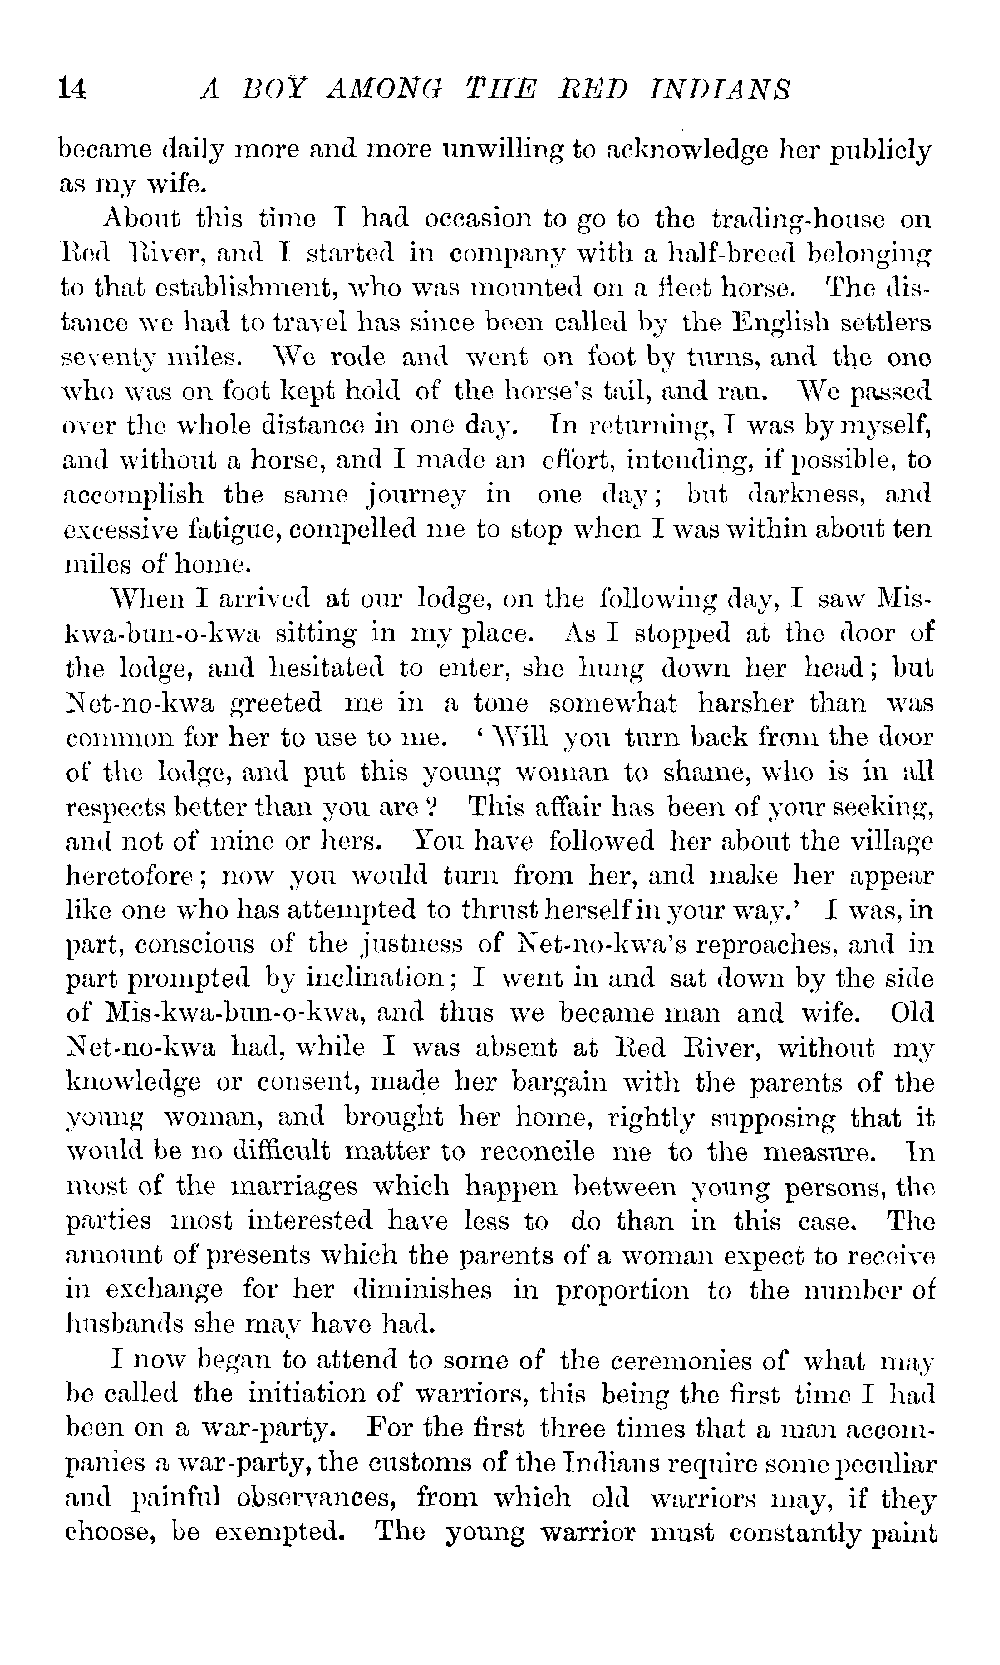 14 A BOY AMONG THE RED INDIANS
became daily more and more unwilling to acknowledge her publicly
as my wife.
About this time I had occasion to go to the trading-house on
Red River, and I started in company with a half-breed belonging
to that establishment, who was mounted on a fleet horse. The dis-
tance we had to travel has since been called by the English settlers
seventy miles. We rode and went on foot by turns, and the one
who was on foot kept hold of the horse's tail, and ran. We passed
over the whole distance in one day. In returning, I was by myself,
and without a horse, and I made an effort, intending, if possible, to
accomplish the same journey in one day; but darkness, and
excessive fatigue, compelled me to stop when I was within about ten
miles of home.
When I arrived at our lodge, on the following day, I saw Mis-
kwa-bun-o-kwa sitting in my place. As I stopped at the door of
the lodge, and hesitated to enter, she hung down her head; but
Net-no-kwa greeted me in a tone somewhat harsher than was
common for her to use to me. ‘Will you turn back from the door
of the lodge, and put this young woman to shame, who is in all
respects better than you are? This affair has been of your seeking,
and not of mine or hers. You have followed her about the village
heretofore; now you would turn from her, and make her appear
like one who has attempted to thrust herself in your way.’ I was, in
part, conscious of the justness of Net-no-kwa's reproaches, and in
part prompted by inclination; I went in and sat down by the side
of Mis-kwa-bun-o-kwa, and thus we became man and wife. Old
Net-no-kwa had, while I was absent at Red River, without my
knowledge or consent, made her bargain with the parents of the
young woman, and brought her home, rightly supposing that it
would be no difficult matter to reconcile me to the measure. In
most of the marriages which happen between young persons, the
parties most interested have less to do than in this case. The
amount of presents which the parents of a woman expect to receive
in exchange for her diminishes in proportion to the number of
husbands she may have had.
I now began to attend to some of the ceremonies of what may
be called the initiation of warriors, this being the first time I had
been on a war-party. For the first three times that a man accom-
panies a war-party, the customs of the Indians require some peculiar
and painful observances, from which old warriors may, if they
choose, be exempted. The young warrior must constantly paint